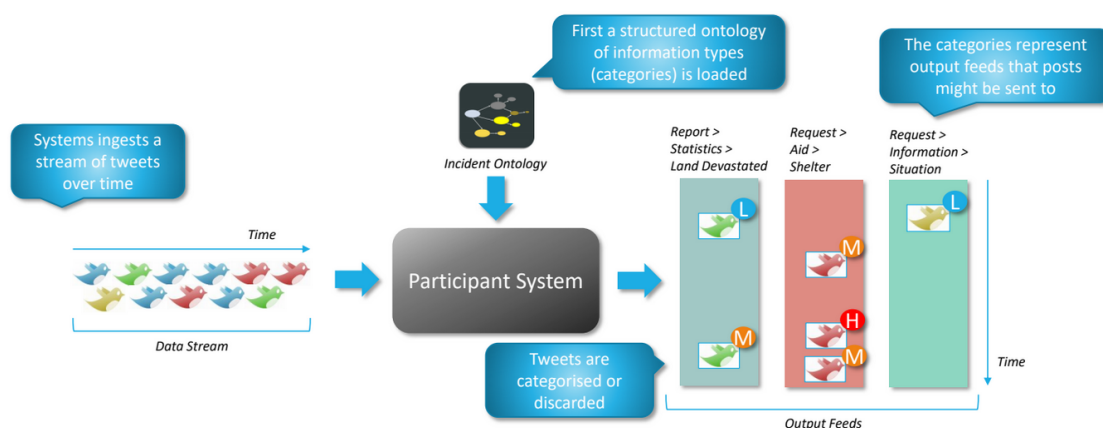 First a structured ontology
of information types
(categories) is loaded
The categories represent
output feeds that posts
might be sent to
Systems ingests a
stream of tweets
over time
Incident Ontology
Report >
Statistics >
Land Devastated
Request >
Aid >
Shelter
Request >
Information >
Situation
L
L
M
Time
Participant System
H
M
M
Data Stream
Tweets are
categorised or
discarded
Time
Output Feeds